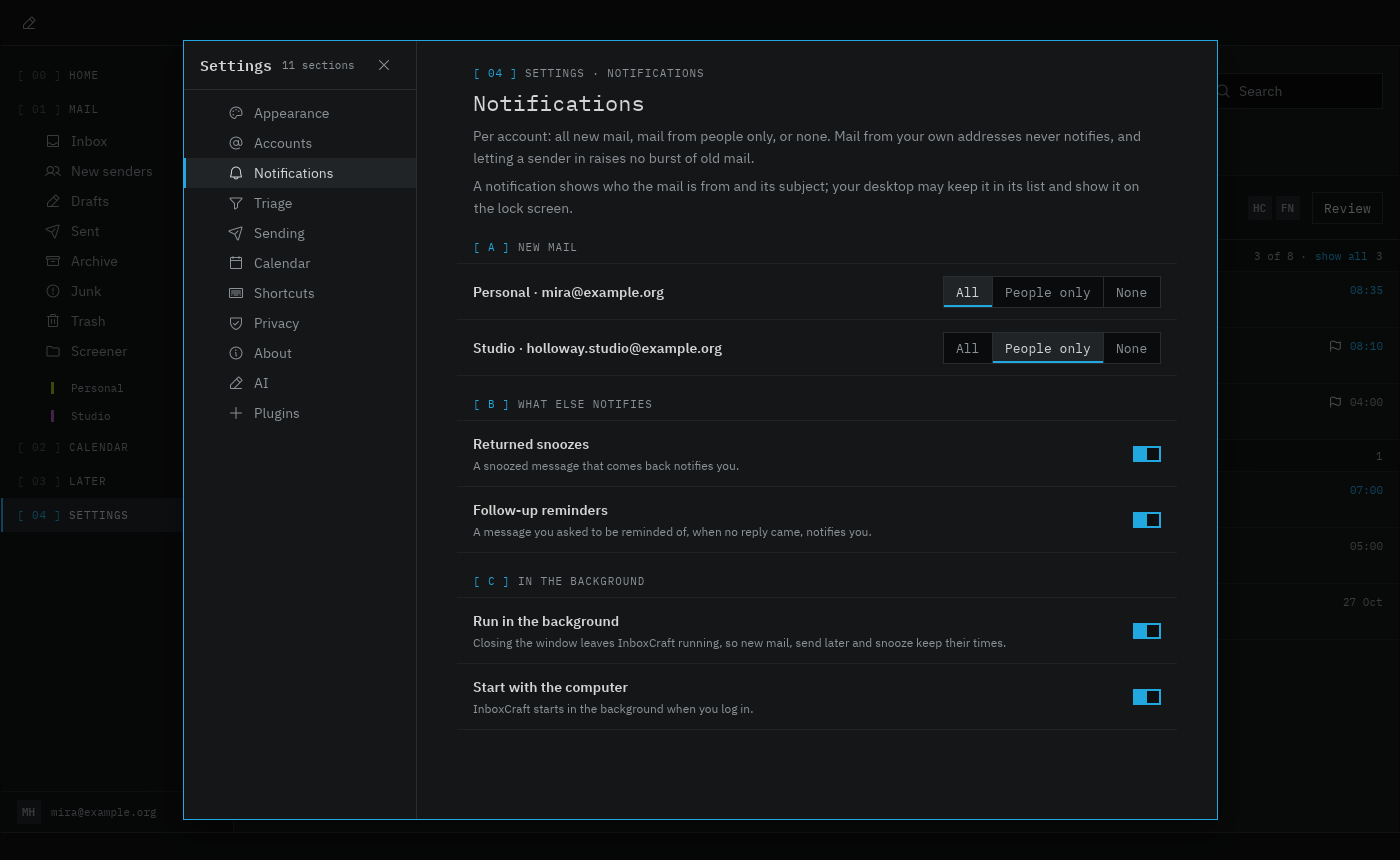 [ 00 ] HOME
[ 01 ] MAIL
Inbox
New senders
Drafts
Sent
Archive
Junk
Trash
Screener
Personal
Studio
[ 02 ] CALENDAR
[ 03 ] LATER
[ 04 ] SETTINGS
MH mira@example.org
Settings 11 sections
Appearance
Accounts
Notifications
Triage
Sending
Calendar
Shortcuts
Privacy
About
AI
Plugins
[ 04 ] SETTINGS · NOTIFICATIONS
Notifications
Per account: all new mail, mail from people only, or none. Mail from your own addresses never notifies, and
letting a sender in raises no burst of old mail.
A notification shows who the mail is from and its subject; your desktop may keep it in its list and show it on
the lock screen.
[ A ] NEW MAIL
Personal · mira@example.org All People only None
Studio · holloway.studio@example.org All People only None
[ B ] WHAT ELSE NOTIFIES
Returned snoozes
A snoozed message that comes back notifies you.
Follow-up reminders
A message you asked to be reminded of, when no reply came, notifies you.
[ C ] IN THE BACKGROUND
Run in the background
Closing the window leaves InboxCraft running, so new mail, send later and snooze keep their times.
Start with the computer
InboxCraft starts in the background when you log in.
Search
HC FN Review
3 of 8 · show all 3
08:35
08:10
04:00
1
07:00
05:00
27 Oct